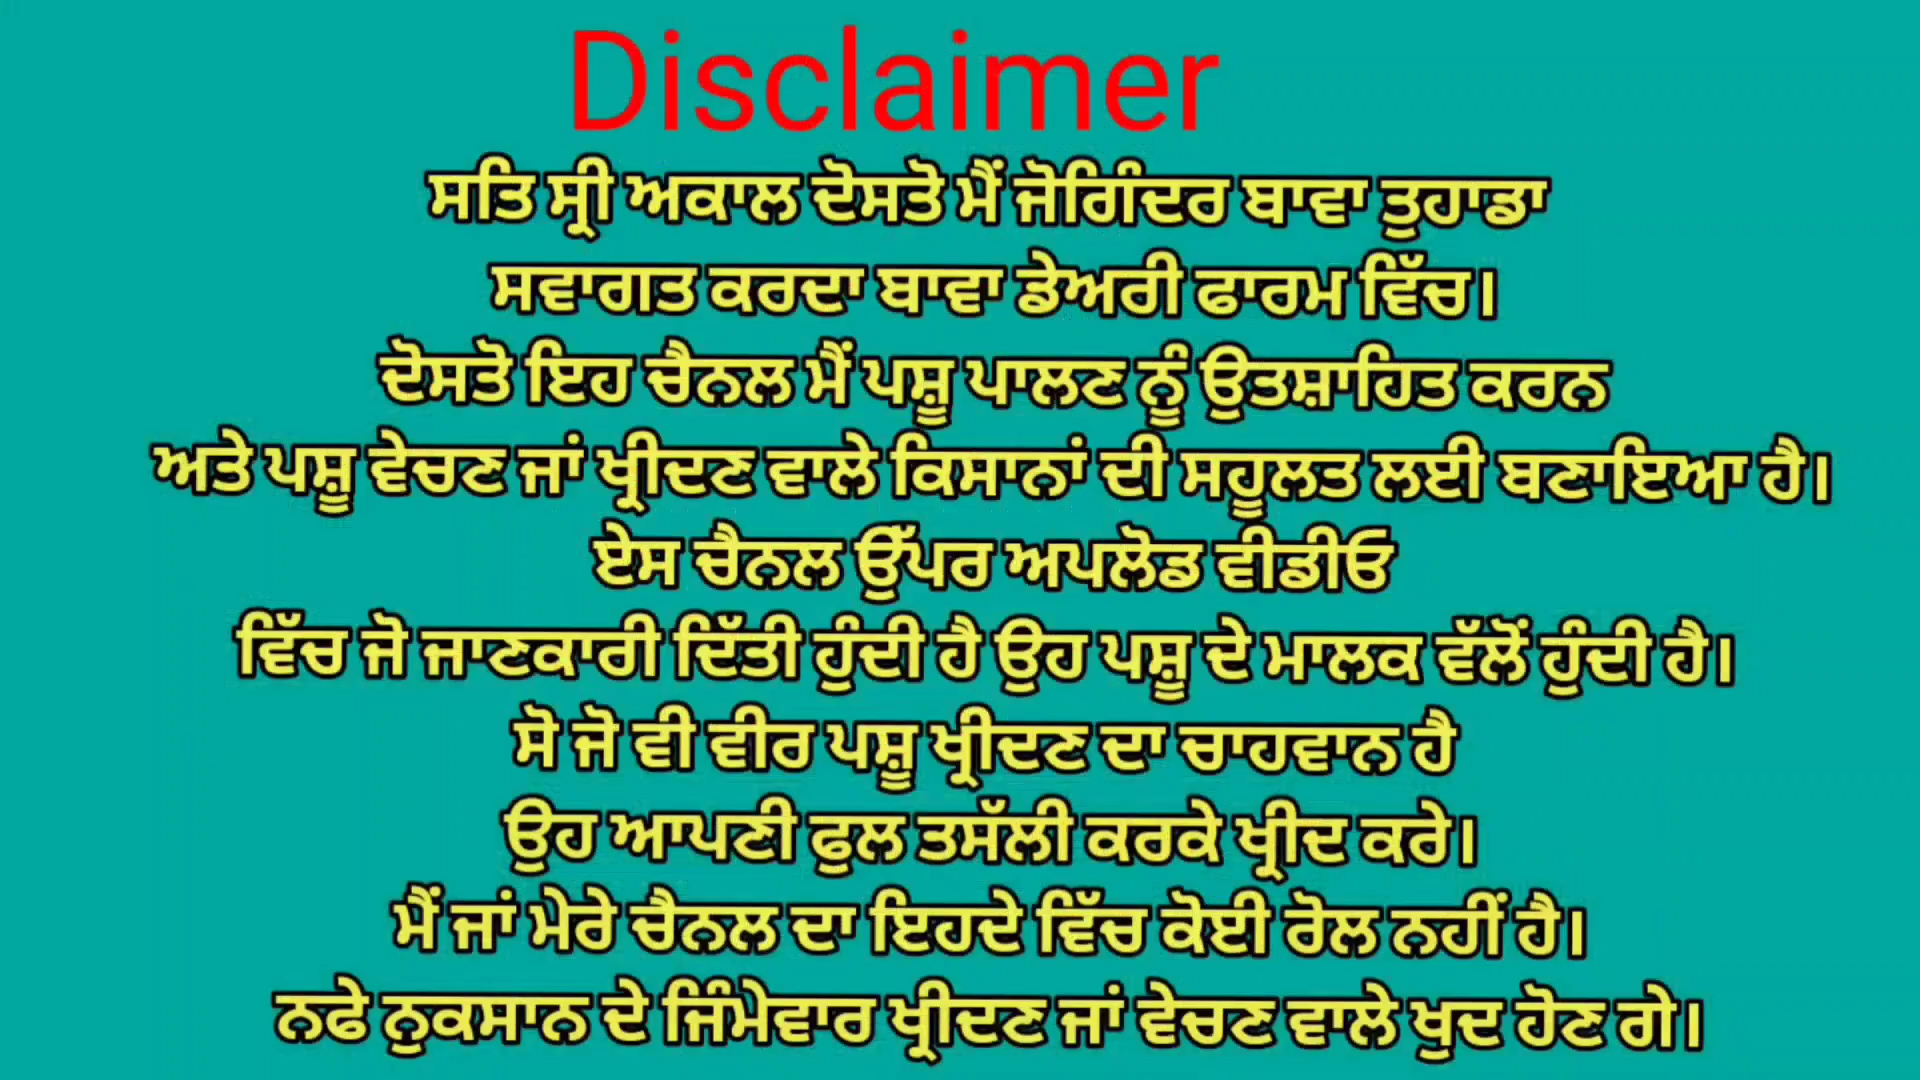 Disclaimer
ਸਤਿ ਸ੍ਰੀ ਅਕਾਲ ਦੋਸਤੋ ਮੈਂ ਜੋਗਿੰਦਰ ਬਾਵਾ ਤੁਹਾਡਾ
ਸਵਾਗਤ ਕਰਦਾ ਬਾਵਾ ਡੇਅਰੀ ਫਾਰਮ ਵਿੱਚ।
ਦੋਸਤੋ ਇਹ ਚੈਨਲ ਮੈਂ ਪਸ਼ੂ ਪਾਲਣ ਨੂੰ ਉਤਸ਼ਾਹਿਤ ਕਰਨ
ਅਤੇ ਪਸ਼ੂ ਵੇਚਣ ਜਾਂ ਖ੍ਰੀਦਣ ਵਾਲੇ ਕਿਸਾਨਾਂ ਦੀ ਸਹੂਲਤ ਲਈ ਬਣਾਇਆ ਹੈ।
ਏਸ ਚੈਨਲ ਉੱਪਰ ਅਪਲੋਡ ਵੀਡੀਓ
ਵਿੱਚ ਜੋ ਜਾਣਕਾਰੀ ਦਿੱਤੀ ਹੁੰਦੀ ਹੈ ਉਹ ਪਸ਼ੂ ਦੇ ਮਾਲਕ ਵੱਲੋਂ ਹੁੰਦੀ ਹੈ।
ਸੋ ਜੋ ਵੀ ਵੀਰ ਪਸ਼ੂ ਖ੍ਰੀਦਣ ਦਾ ਚਾਹਵਾਨ ਹੈ
ਉਹ ਆਪਣੀ ਫੁਲ ਤਸੱਲੀ ਕਰਕੇ ਖ੍ਰੀਦ ਕਰੇ।
ਮੈਂ ਜਾਂ ਮੇਰੇ ਚੈਨਲ ਦਾ ਇਹਦੇ ਵਿੱਚ ਕੋਈ ਰੋਲ ਨਹੀਂ ਹੈ।
ਨਫੇ ਨੁਕਸਾਨ ਦੇ ਜਿੰਮੇਵਾਰ ਖ੍ਰੀਦਣ ਜਾਂ ਵੇਚਣ ਵਾਲੇ ਖੁਦ ਹੋਣ ਗੇ।